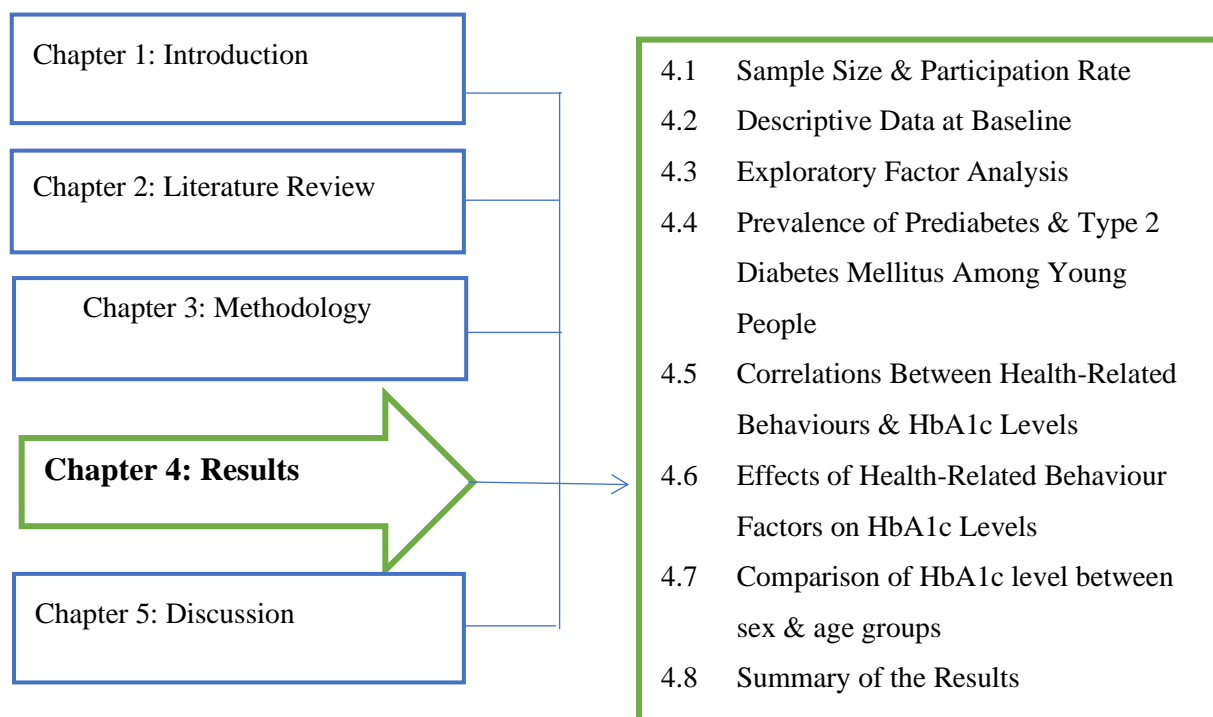 Chapter 1: Introduction
Chapter 2: Literature Review
Chapter 3: Methodology
Chapter 4: Results
Chapter 5: Discussion
4.1 Sample Size & Participation Rate
4.2 Descriptive Data at Baseline
4.3 Exploratory Factor Analysis
4.4 Prevalence of Prediabetes & Type 2
Diabetes Mellitus Among Young
People
4.5 Correlations Between Health-Related
Behaviours & HbA1c Levels
4.6 Effects of Health-Related Behaviour
Factors on HbA1c Levels
4.7 Comparison of HbA1c level between
sex & age groups
4.8 Summary of the Results